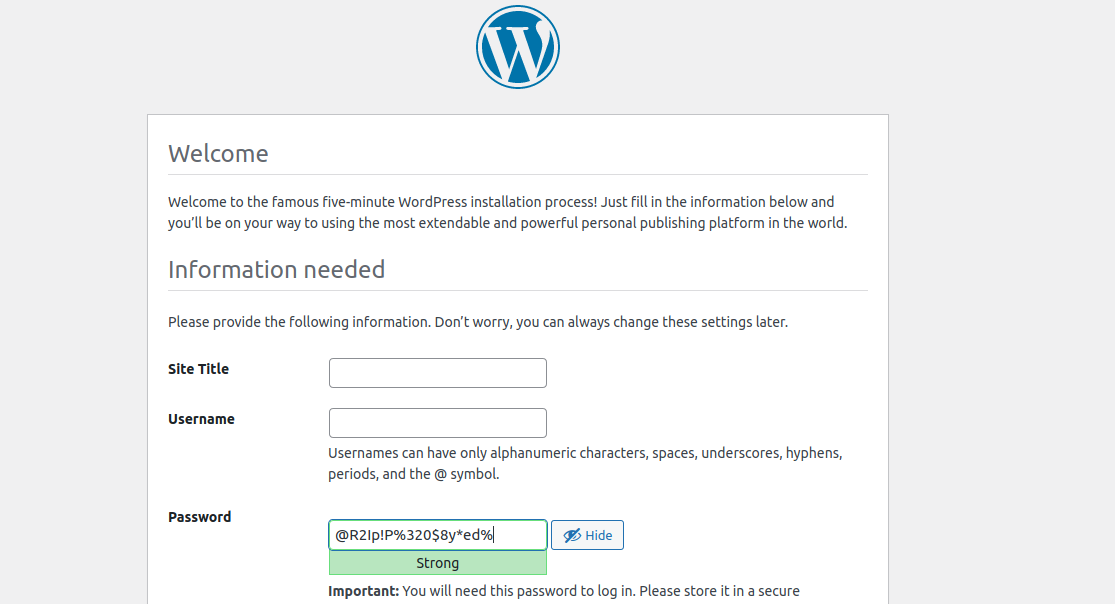 Welcome
Welcome to the famous five-minute WordPress installation process! Just fill in the information below and
you’ll be on your way to using the most extendable and powerful personal publishing platform in the world.
Information needed
Please provide the following information. Don’t worry, you can always change these settings later.
Site Title
Username
Usernames can have only alphanumeric characters, spaces, underscores, hyphens,
periods, and the @ symbol.
Password
@R2Ip!P%320$8y*ed%
Hide
Strong
Important: You will need this password to log in. Please store it in a secure